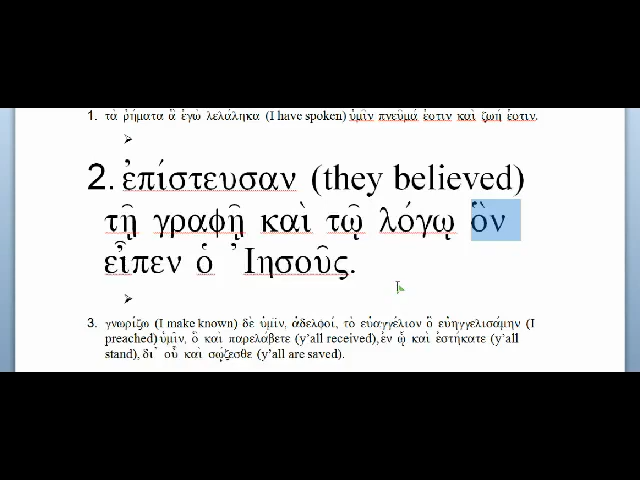 1. τὰ ῥήματα ἃ ἐγὼ λελάληκα (I have spoken) ὑμῖν πνεῦμά ἐστιν καὶ ζωή ἐστιν.
2. ἐπίστευσαν (they believed)
τῇ γραφῇ καὶ τῷ λόγῳ ὃν
εἶπεν ὁ Ἰησοῦς.
3. γνωρίζω (I make known) δὲ ὑμῖν, ἀδελφοί, τὸ εὐαγγέλιον ὃ εὐηγγελισάμην (I
preached) ὑμῖν, ὃ καὶ παρελάβετε (y'all received), ἐν ᾧ καὶ ἑστήκατε (y'all
stand), δι᾽ οὗ καὶ σῴζεσθε (y'all are saved).